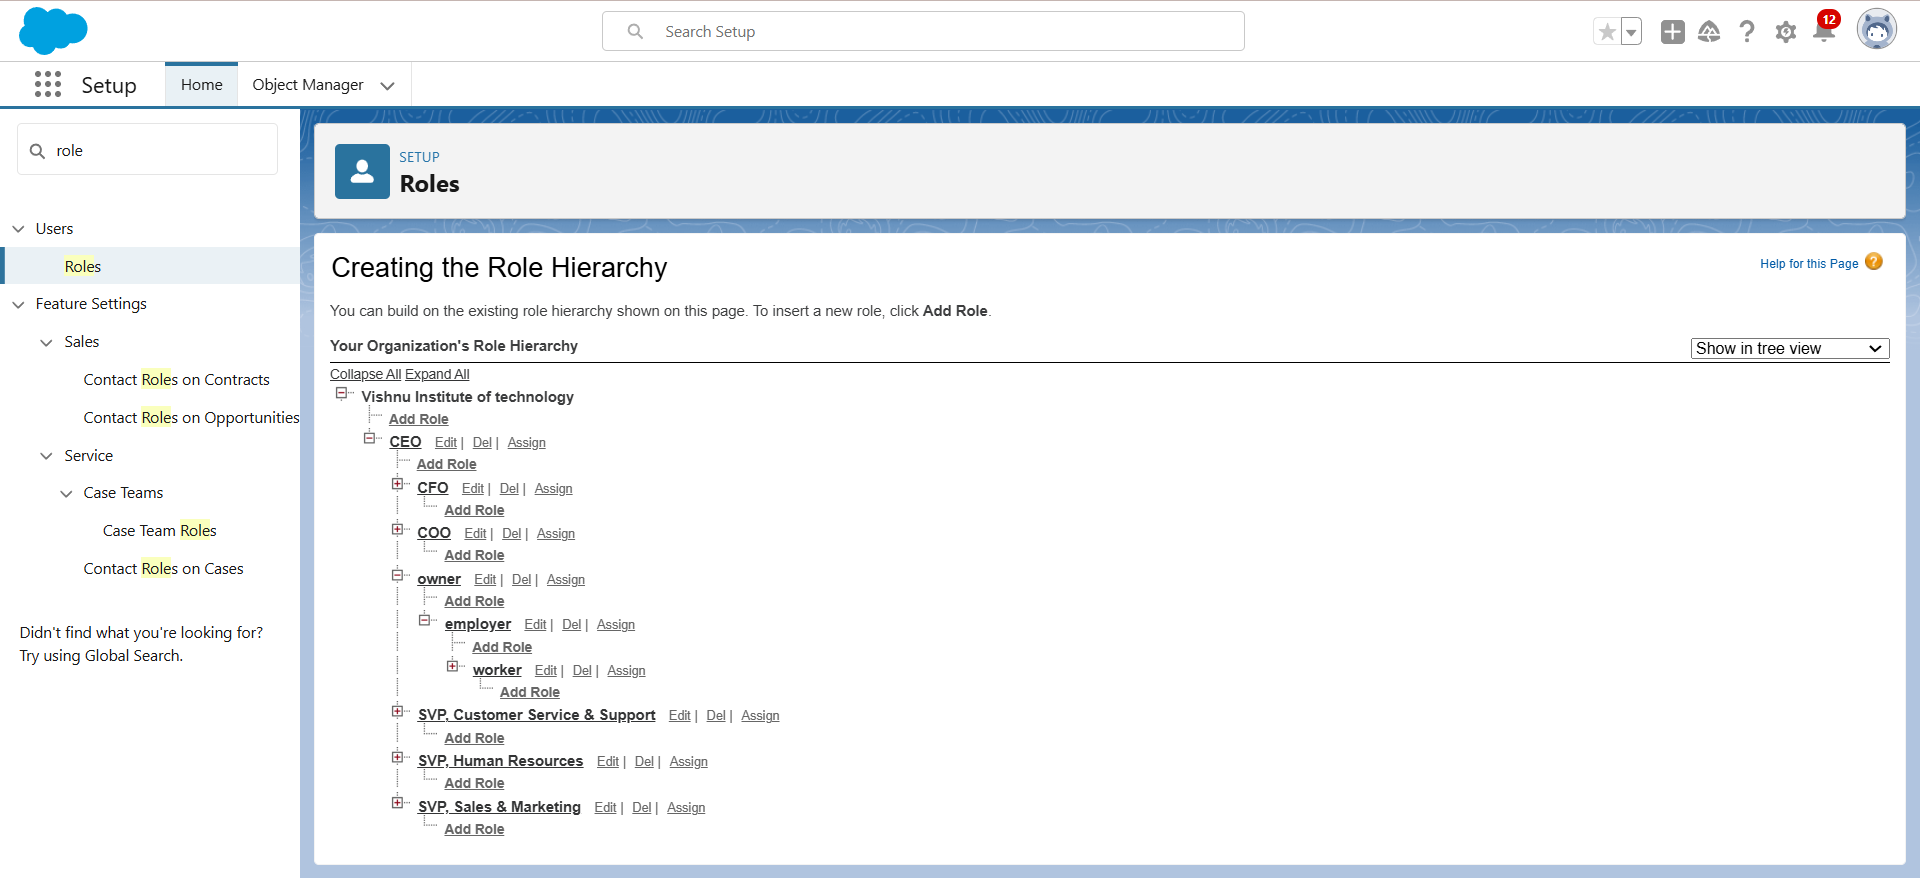 Search Setup
12
Setup
Home
Object Manager
role
Users
Roles
Feature Settings
Sales
Contact Roles on Contracts
Contact Roles on Opportunities
Service
Case Teams
Case Team Roles
Contact Roles on Cases
Didn't find what you're looking for?
Try using Global Search.
SETUP
Roles
Creating the Role Hierarchy
Help for this Page ?
You can build on the existing role hierarchy shown on this page. To insert a new role, click Add Role.
Your Organization's Role Hierarchy
Show in tree view
Collapse All Expand All
Vishnu Institute of technology
Add Role
CEO Edit | Del | Assign
Add Role
CFO Edit | Del | Assign
Add Role
COO Edit | Del | Assign
Add Role
owner Edit | Del | Assign
Add Role
employer Edit | Del | Assign
Add Role
worker Edit | Del | Assign
Add Role
SVP, Customer Service & Support Edit | Del | Assign
Add Role
SVP, Human Resources Edit | Del | Assign
Add Role
SVP, Sales & Marketing Edit | Del | Assign
Add Role